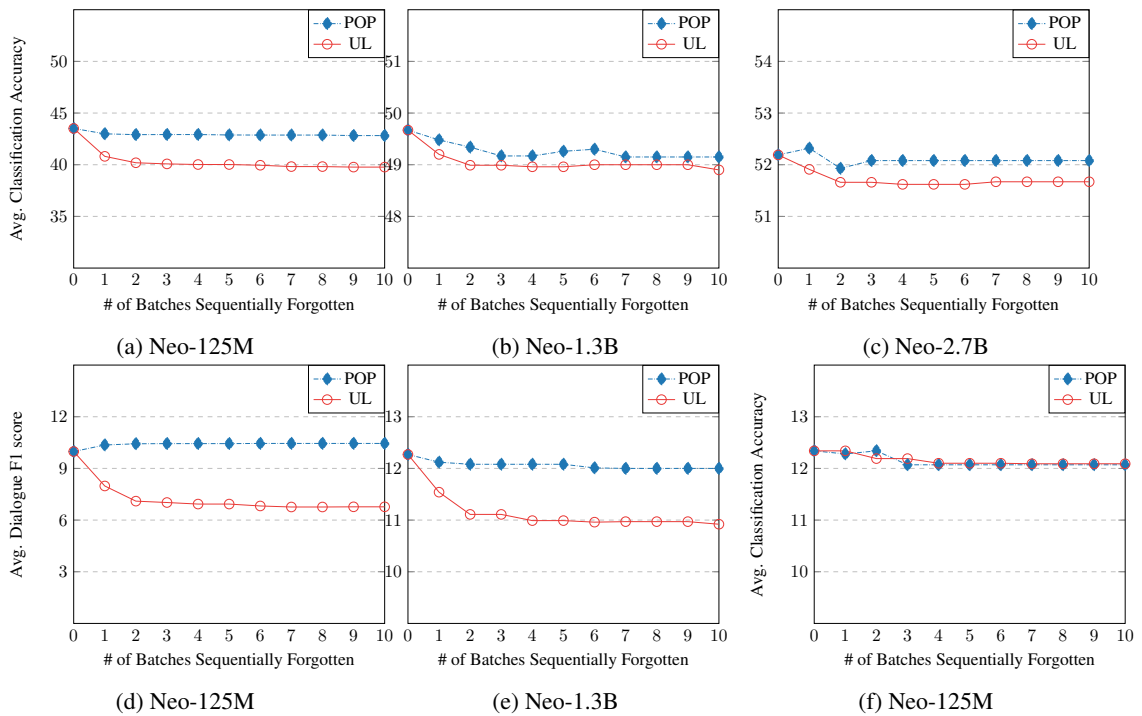 Avg. Classification Accuracy
50
45
40
35
POP
UL
0 1 2 3 4 5 6 7 8 9 10
# of Batches Sequentially Forgotten
(a) Neo-125M
51
50
49
48
POP
UL
0 1 2 3 4 5 6 7 8 9 10
# of Batches Sequentially Forgotten
(b) Neo-1.3B
54
53
52
51
POP
UL
0 1 2 3 4 5 6 7 8 9 10
# of Batches Sequentially Forgotten
(c) Neo-2.7B
Avg. Dialogue F1 score
12
9
6
3
POP
UL
0 1 2 3 4 5 6 7 8 9 10
# of Batches Sequentially Forgotten
(d) Neo-125M
13
12
11
10
POP
UL
0 1 2 3 4 5 6 7 8 9 10
# of Batches Sequentially Forgotten
(e) Neo-1.3B
Avg. Classification Accuracy
13
12
11
10
POP
UL
0 1 2 3 4 5 6 7 8 9 10
# of Batches Sequentially Forgotten
(f) Neo-125M